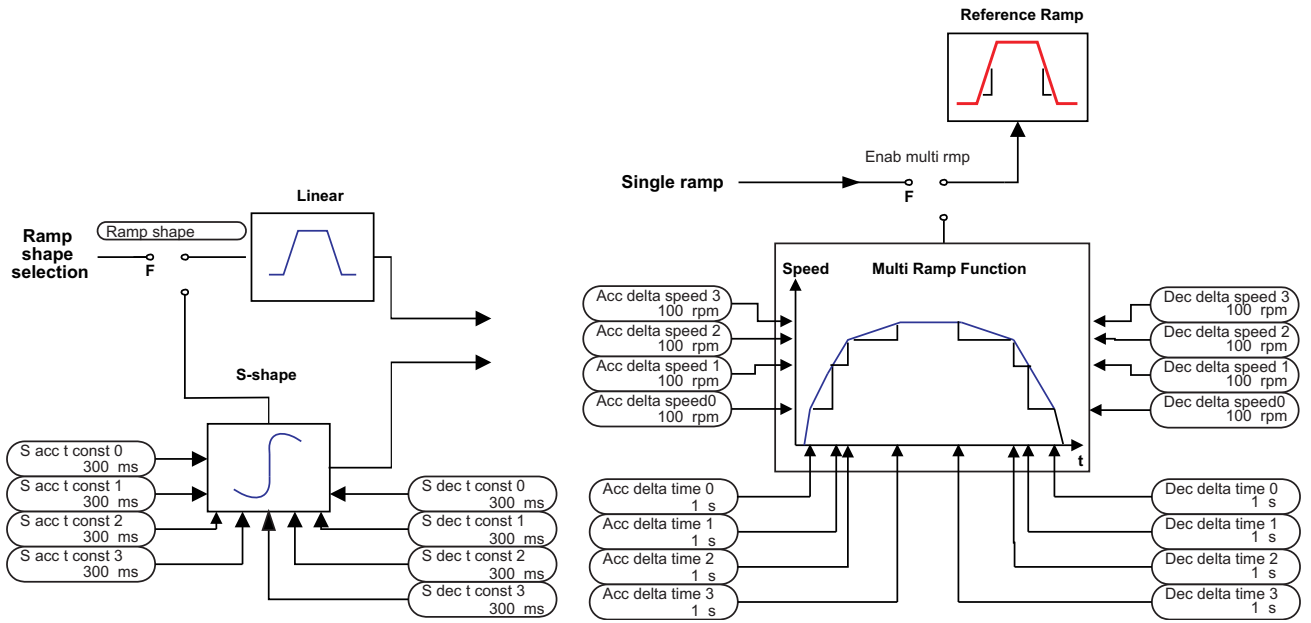 Reference Ramp
Enab multi rmp
Single ramp
F
Linear
Ramp shape
Ramp
shape
selection
F
S-shape
S acc t const 0
300 ms
S acc t const 1
300 ms
S acc t const 2
300 ms
S acc t const 3
300 ms
S dec t const 0
300 ms
S dec t const 1
300 ms
S dec t const 2
300 ms
S dec t const 3
300 ms
Speed
Multi Ramp Function
t
Acc delta speed 3
100 rpm
Acc delta speed 2
100 rpm
Acc delta speed 1
100 rpm
Acc delta speed0
100 rpm
Dec delta speed 3
100 rpm
Dec delta speed 2
100 rpm
Dec delta speed 1
100 rpm
Dec delta speed0
100 rpm
Acc delta time 0
1 s
Acc delta time 1
1 s
Acc delta time 2
1 s
Acc delta time 3
1 s
Dec delta time 0
1 s
Dec delta time 1
1 s
Dec delta time 2
1 s
Dec delta time 3
1 s